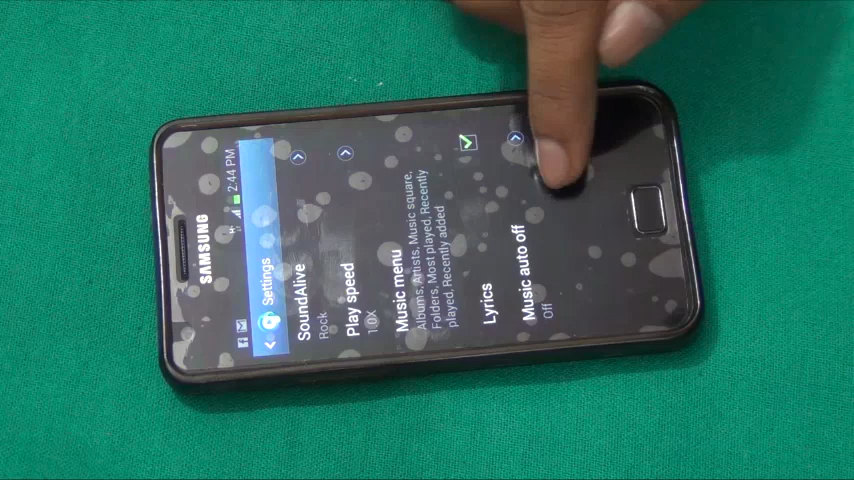 SAMSUNG
2:44 PM
Settings
SoundAlive
Rock
Play speed
1.0X
Music menu
Albums, Artists, Music square,
Folders, Most played, Recently
played, Recently added
Lyrics
Music auto off
Off